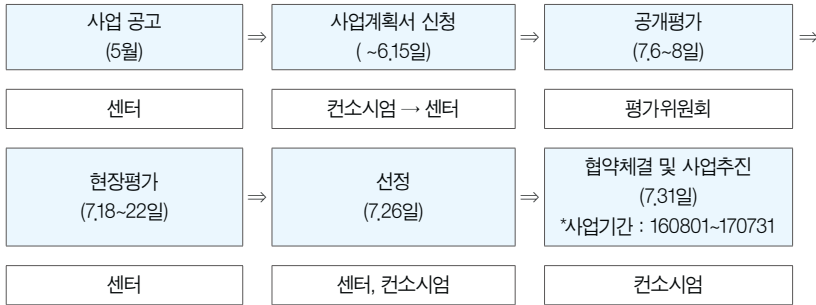 사업 공고
(5월)
⇒
사업계획서 신청
( ~6.15일)
⇒
공개평가
(7.6~8일)
⇒
센터
컨소시엄 → 센터
평가위원회
현장평가
(7.18~22일)
⇒
선정
(7.26일)
⇒
협약체결 및 사업추진
(7.31일)
*사업기간 : 160801~170731
센터
센터, 컨소시엄
컨소시엄